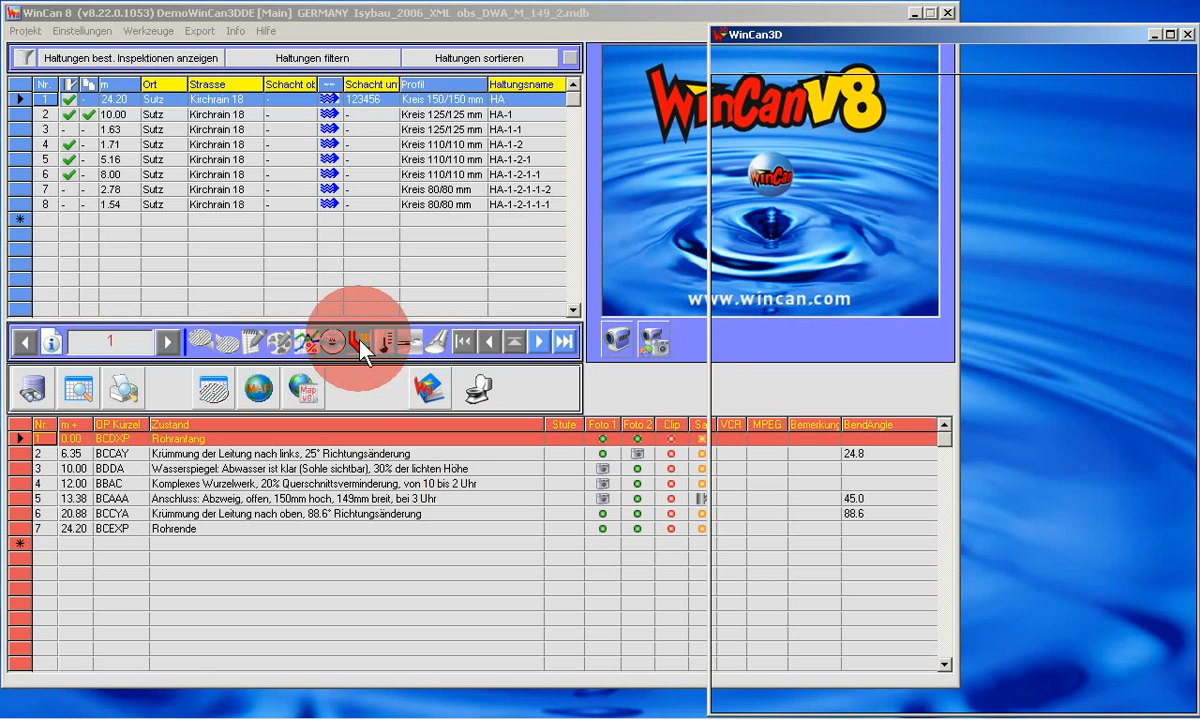 WinCan 8 (v8.22.0.1053) DemoWinCan3DDE [Main] GERMANY Isybau_2006_XML obs_DWA_M_149_2.mdb
Projekt Einstellungen Werkzeuge Export Info Hilfe
WinCan3D
Haltungen best. Inspektionen anzeigen Haltungen filtern Haltungen sortieren
Nr. m Ort Strasse Schacht ob Schacht unt Profil Haltungsname
1 - 24.20 Sutz Kirchrain 18 - 123456 Kreis 150/150 mm HA
2 10.00 Sutz Kirchrain 18 - - Kreis 125/125 mm HA-1
3 - - 1.63 Sutz Kirchrain 18 - - Kreis 125/125 mm HA-1-1
4 - 1.71 Sutz Kirchrain 18 - - Kreis 110/110 mm HA-1-2
5 - 5.16 Sutz Kirchrain 18 - - Kreis 110/110 mm HA-1-2-1
6 - 8.00 Sutz Kirchrain 18 - - Kreis 110/110 mm HA-1-2-1-1
7 - - 2.78 Sutz Kirchrain 18 - - Kreis 80/80 mm HA-1-2-1-1-2
8 - - 1.54 Sutz Kirchrain 18 - - Kreis 80/80 mm HA-1-2-1-1-1
WinCanV8
WinCan
www.wincan.com
1
MAP
Map v8
Nr. m + OP Kürzel Zustand Stufe Foto 1 Foto 2 Clip Sa VCR MPEG Bemerkung BendAngle
1 0.00 BCDXP Rohranfang
2 6.35 BCCAY Krümmung der Leitung nach links, 25° Richtungsänderung 24.8
3 10.00 BDDA Wasserspiegel: Abwasser ist klar (Sohle sichtbar), 30% der lichten Höhe
4 12.00 BBAC Komplexes Wurzelwerk, 20% Querschnittsverminderung, von 10 bis 2 Uhr
5 13.38 BCAAA Anschluss: Abzweig, offen, 150mm hoch, 149mm breit, bei 3 Uhr 45.0
6 20.88 BCCYA Krümmung der Leitung nach oben, 88.6° Richtungsänderung 88.6
7 24.20 BCEXP Rohrende